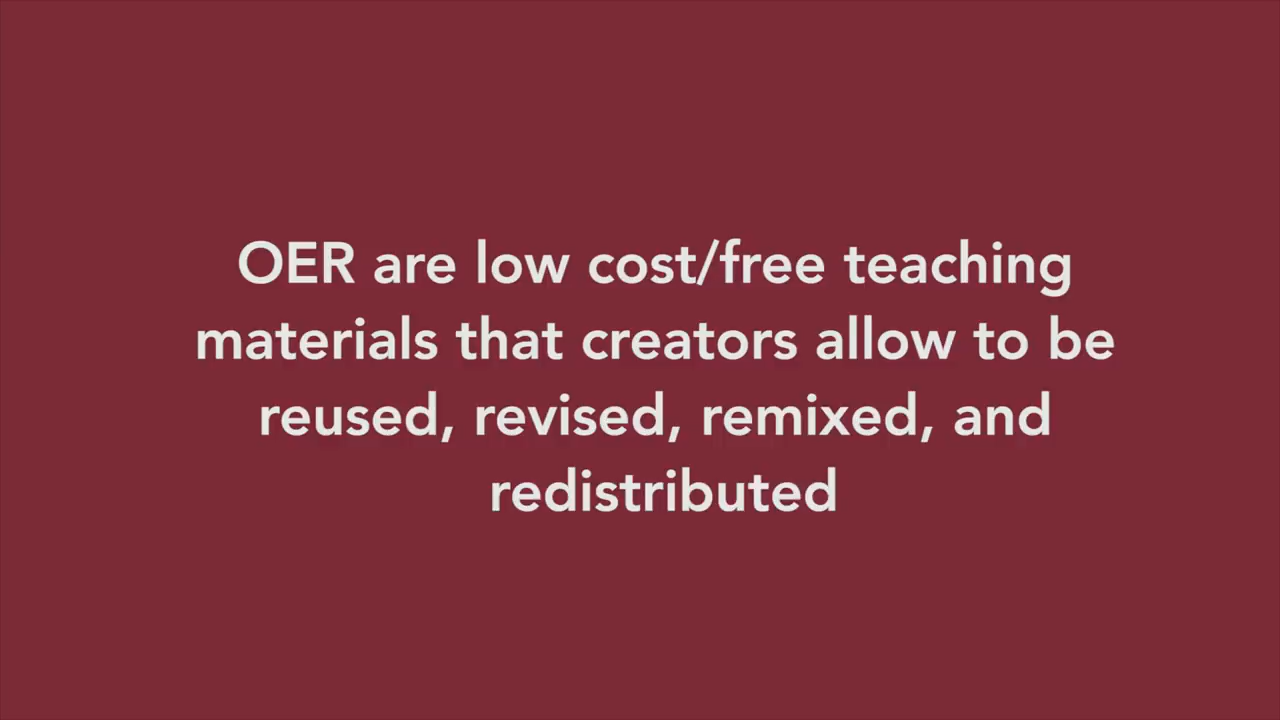 OER are low cost/free teaching
materials that creators allow to be
reused, revised, remixed, and
redistributed